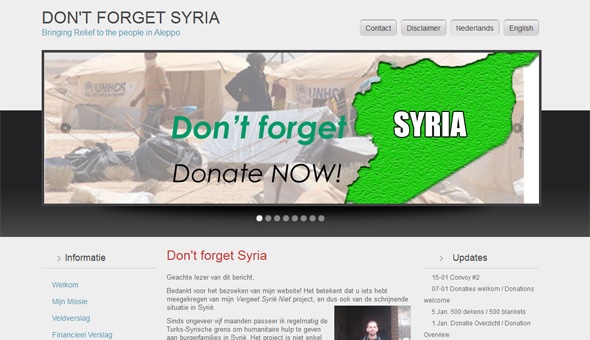 DON'T FORGET SYRIA
Bringing Relief to the people in Aleppo
Contact
Disclaimer
Nederlands
English
UNHCR
UNHCR
Don't forget
SYRIA
Donate NOW!
Informatie
Welkom
Mijn Missie
Veldverslag
Financieel Verslag
Don't forget Syria
Geachte lezer van dit bericht,
Bedankt voor het bezoeken van mijn website! Het betekent dat u iets hebt
meegekregen van mijn Vergeet Syrië Niet project, en dus ook van de schrijnende
situatie in Syrië.
Sinds ongeveer vijf maanden passeer ik regelmatig de
Turks-Syrische grens om humanitaire hulp te geven
aan burgerfamilies in Syrië. Het project is niet enkel
Updates
15-01 Convoy #2
07-01 Donaties welkom / Donations
welcome
5 Jan. 500 dekens / 500 blankets
1 Jan. Donatie Overzicht / Donation
Overview